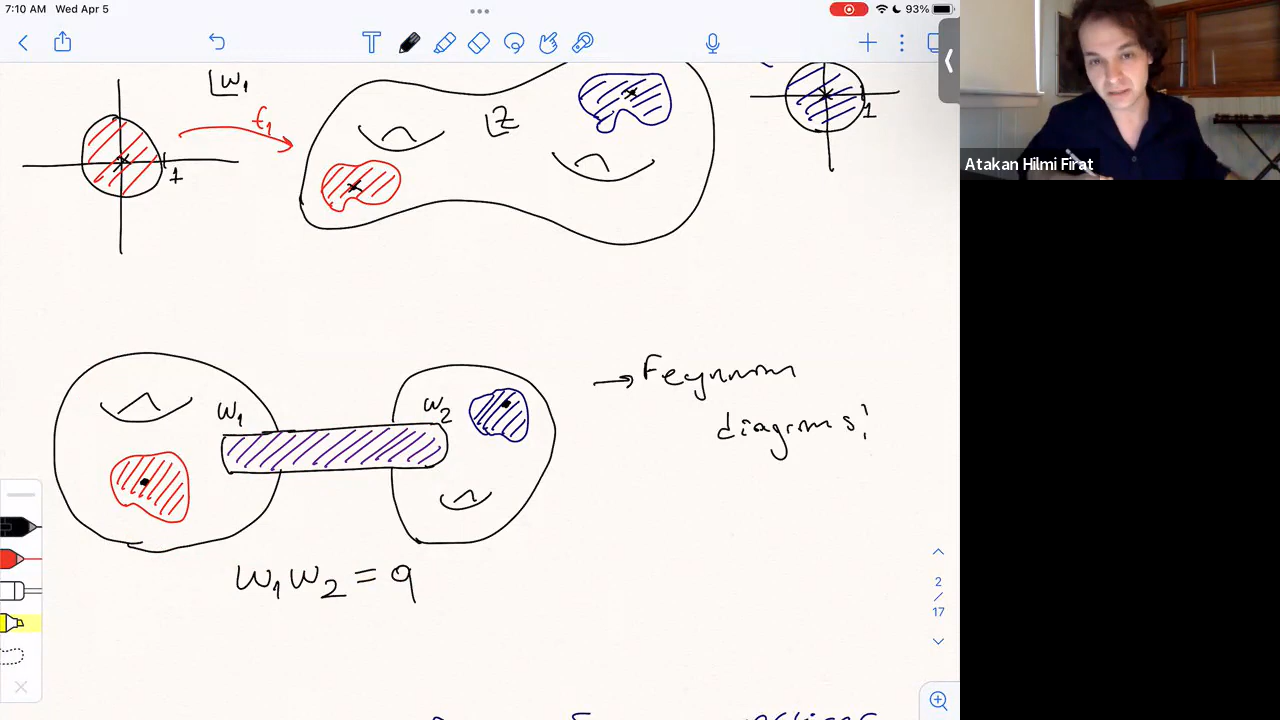 7:10 AM Wed Apr 5
93%
w₁
f₁
z
1
1
Atakan Hilmi Firat
→ Feynman
diagrams!
w₁
w₂
w₁w₂ = q
2
/
17